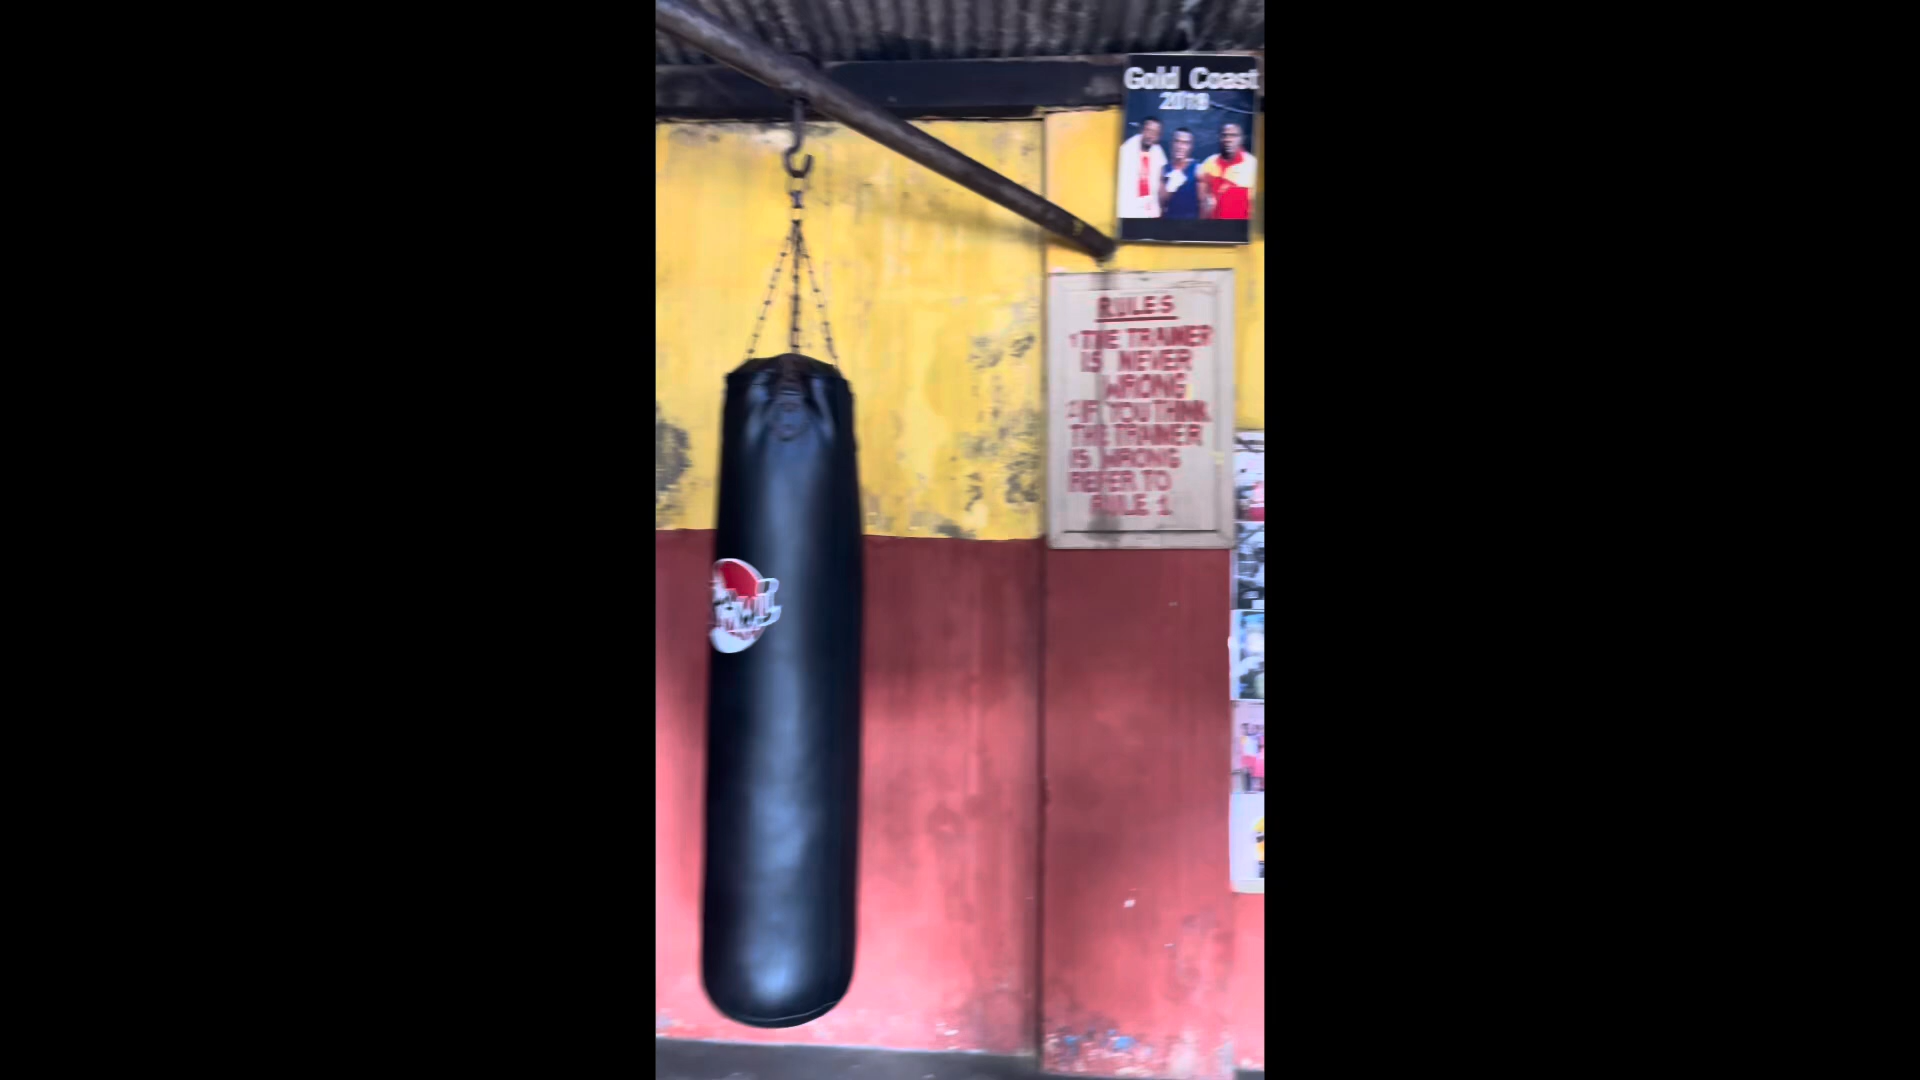 Gold Coast
2018
RULES
1 THE TRAINER
IS NEVER
WRONG
2 IF YOU THINK
THE TRAINER
IS WRONG
REFER TO
RULE 1